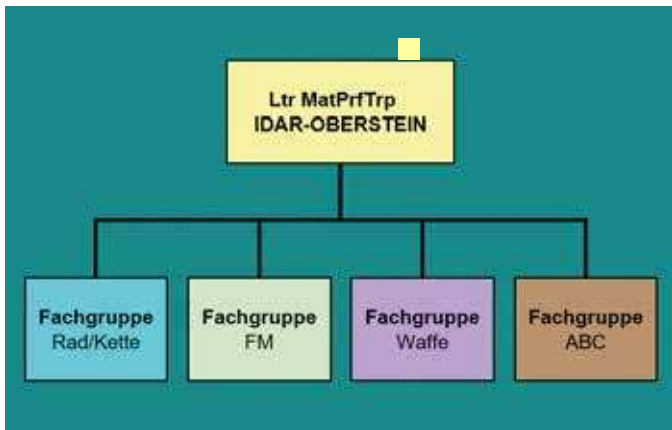 Ltr MatPrfTrp
IDAR-OBERSTEIN
Fachgruppe
Rad/Kette
Fachgruppe
FM
Fachgruppe
Waffe
Fachgruppe
ABC